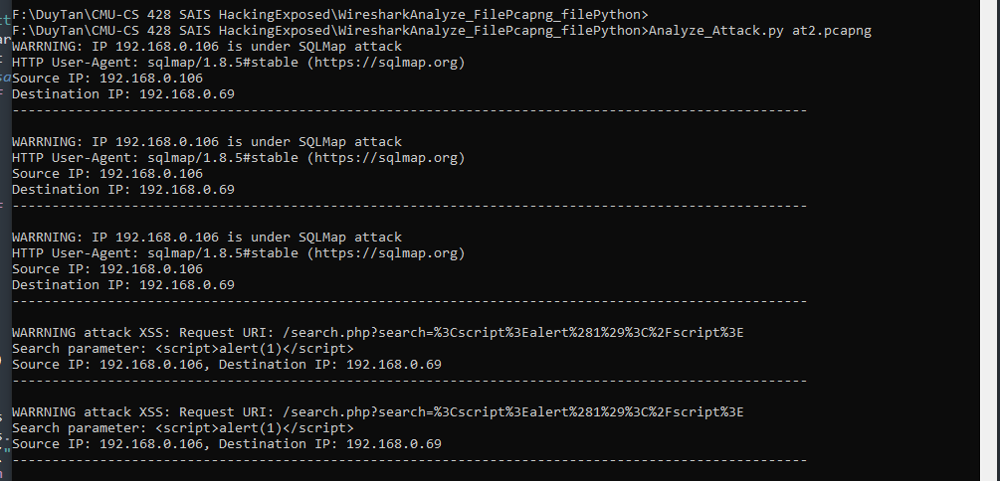 F:\DuyTan\CMU-CS 428 SAIS HackingExposed\WiresharkAnalyze_FilePcapng_filePython>
F:\DuyTan\CMU-CS 428 SAIS HackingExposed\WiresharkAnalyze_FilePcapng_filePython>Analyze_Attack.py at2.pcapng
WARRNING: IP 192.168.0.106 is under SQLMap attack
HTTP User-Agent: sqlmap/1.8.5#stable (https://sqlmap.org)
Source IP: 192.168.0.106
Destination IP: 192.168.0.69
--------------------------------------------------------------------------------------------------------
WARRNING: IP 192.168.0.106 is under SQLMap attack
HTTP User-Agent: sqlmap/1.8.5#stable (https://sqlmap.org)
Source IP: 192.168.0.106
Destination IP: 192.168.0.69
--------------------------------------------------------------------------------------------------------
WARRNING: IP 192.168.0.106 is under SQLMap attack
HTTP User-Agent: sqlmap/1.8.5#stable (https://sqlmap.org)
Source IP: 192.168.0.106
Destination IP: 192.168.0.69
--------------------------------------------------------------------------------------------------------
WARRNING attack XSS: Request URI: /search.php?search=%3Cscript%3Ealert%281%29%3C%2Fscript%3E
Search parameter: <script>alert(1)</script>
Source IP: 192.168.0.106, Destination IP: 192.168.0.69
--------------------------------------------------------------------------------------------------------
WARRNING attack XSS: Request URI: /search.php?search=%3Cscript%3Ealert%281%29%3C%2Fscript%3E
Search parameter: <script>alert(1)</script>
Source IP: 192.168.0.106, Destination IP: 192.168.0.69
--------------------------------------------------------------------------------------------------------